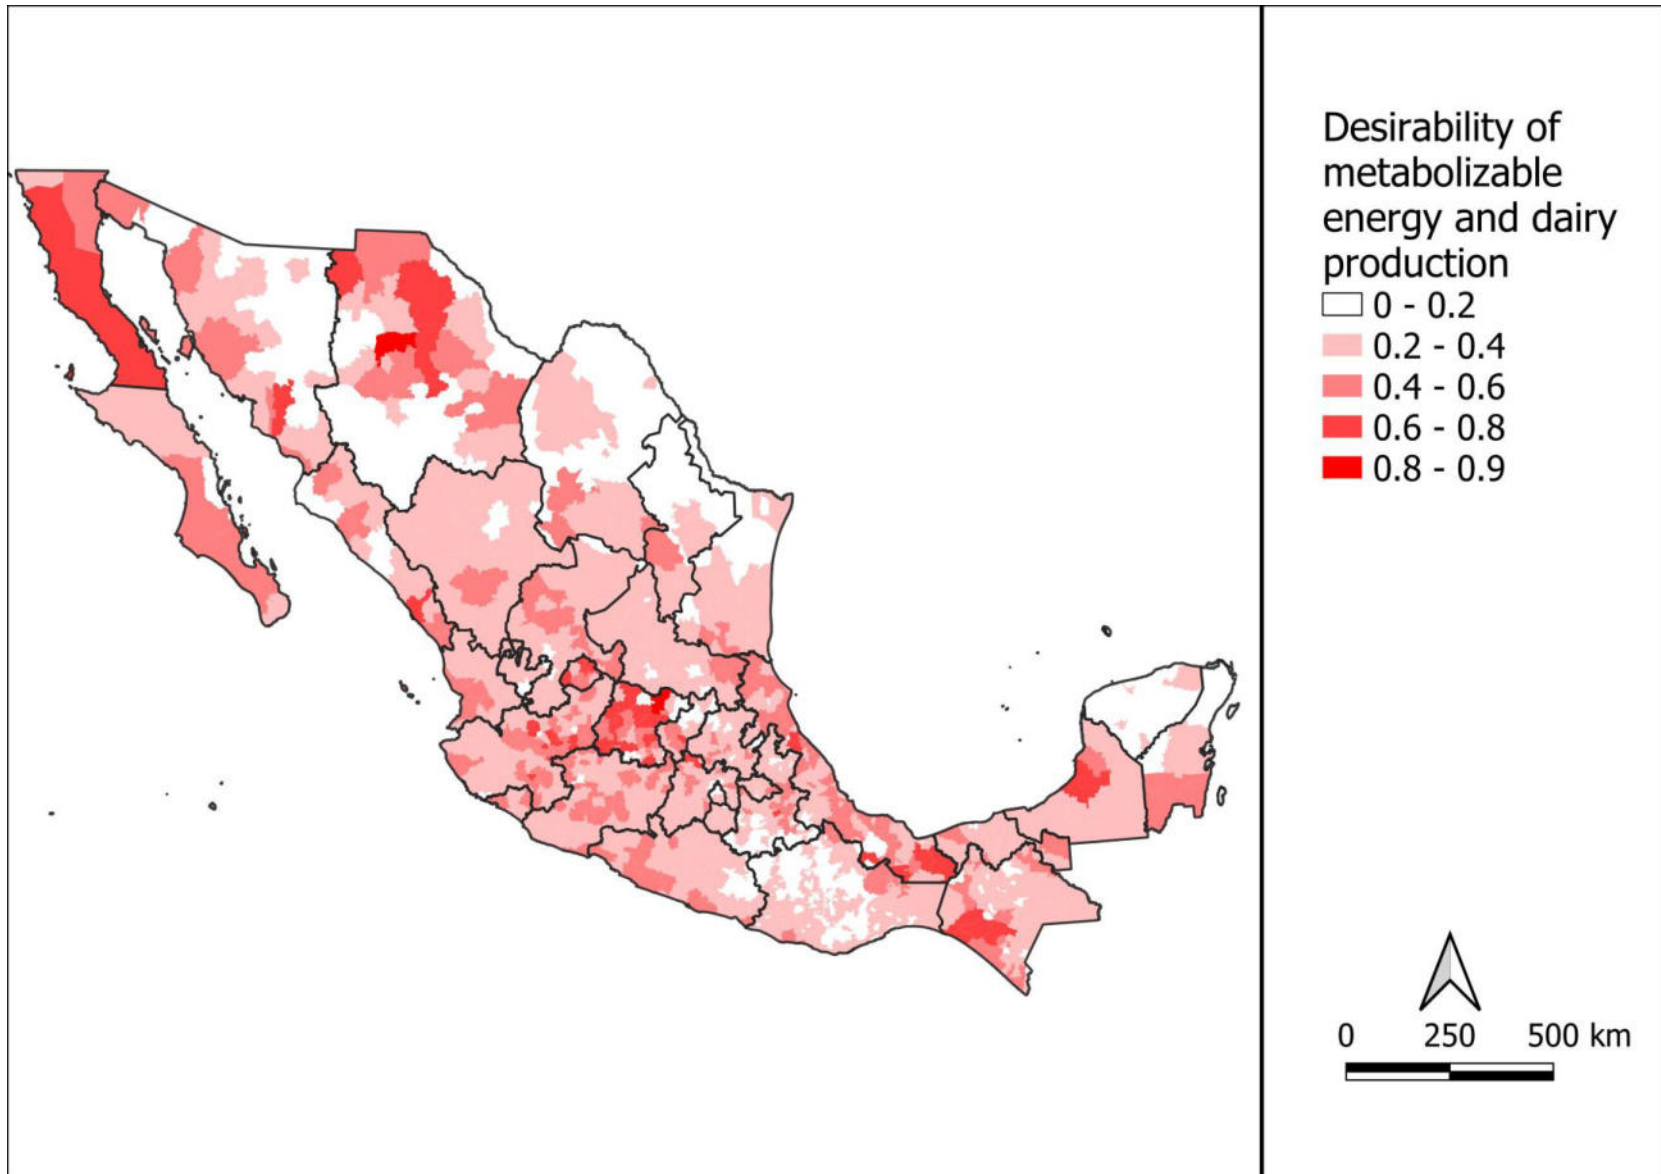 Desirability of
metabolizable
energy and dairy
production
0 - 0.2
0.2 - 0.4
0.4 - 0.6
0.6 - 0.8
0.8 - 0.9
0 250 500 km